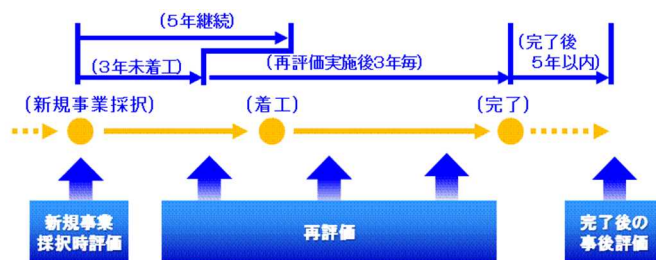 (5年継続)
(3年未着工)
(再評価実施後3年毎)
(完了後
5年以内)
(新規事業採択)
(着工)
(完了)
新規事業
採択時評価
再評価
完了後の
事後評価